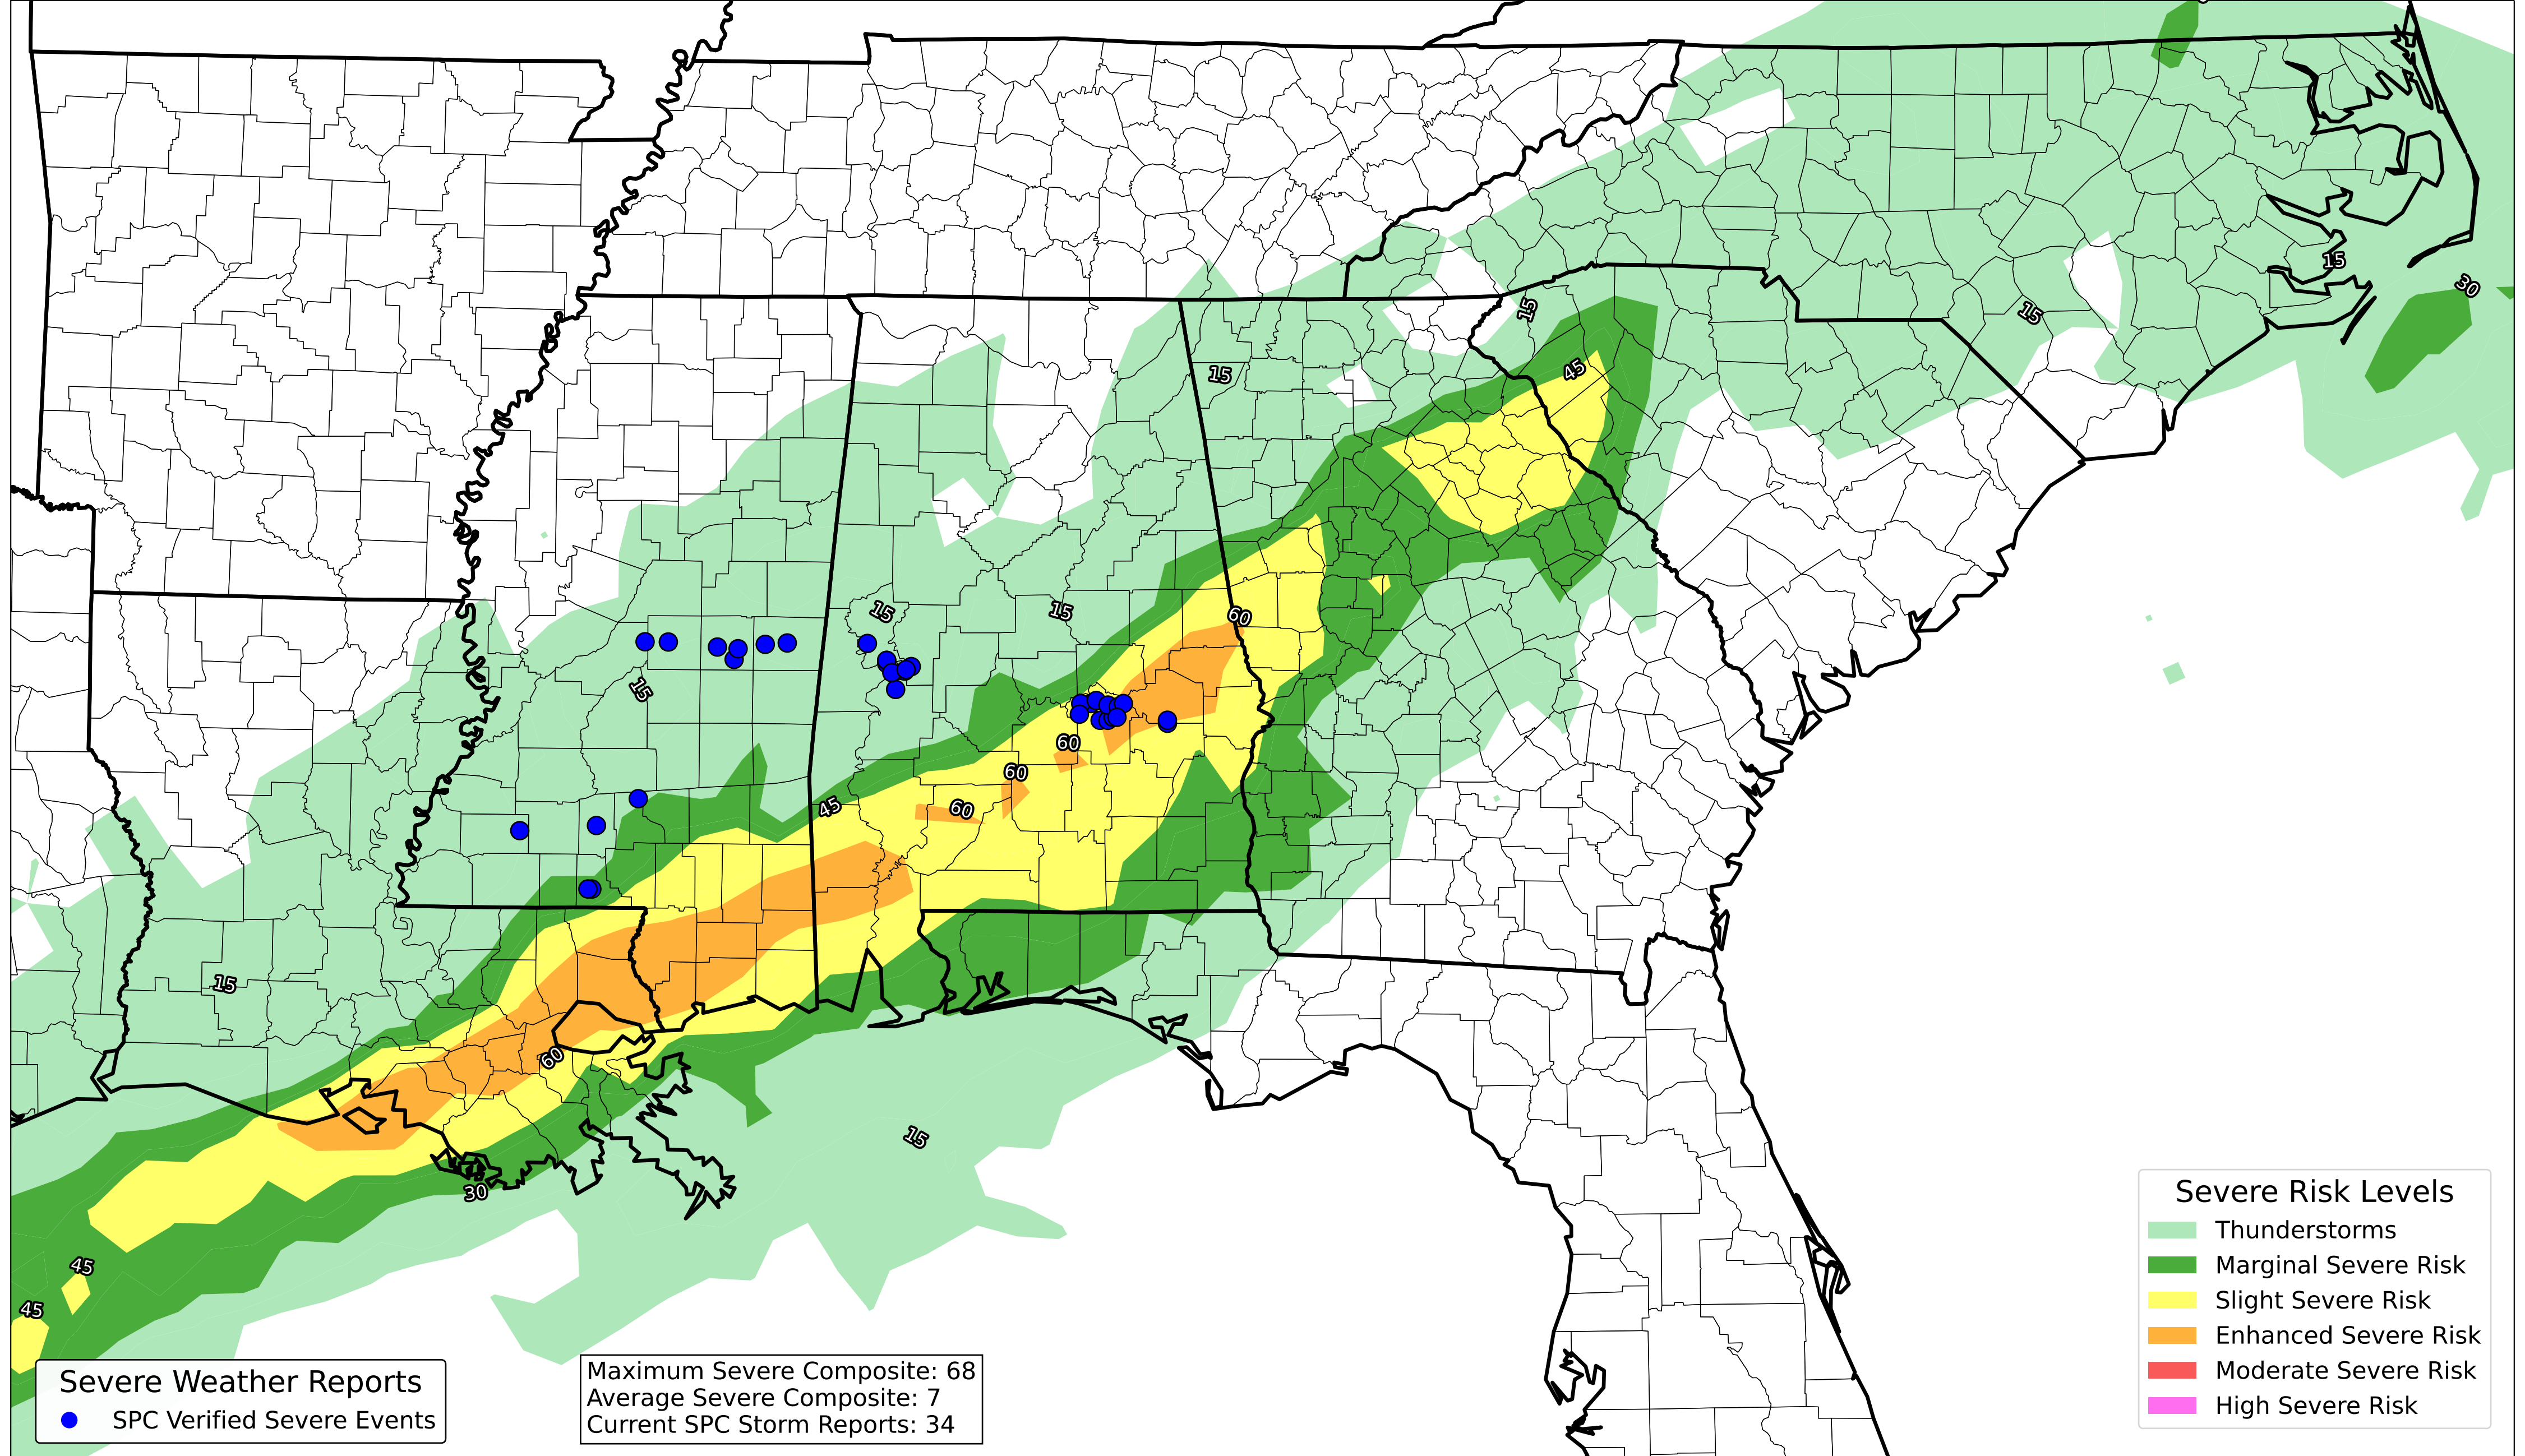 15
30
15
15
45
15
15
15
60
15
60
60
45
60
15
60
15
30
45
45
Severe Risk Levels
Thunderstorms
Marginal Severe Risk
Slight Severe Risk
Enhanced Severe Risk
Moderate Severe Risk
High Severe Risk
Severe Weather Reports
SPC Verified Severe Events
Maximum Severe Composite: 68
Average Severe Composite: 7
Current SPC Storm Reports: 34